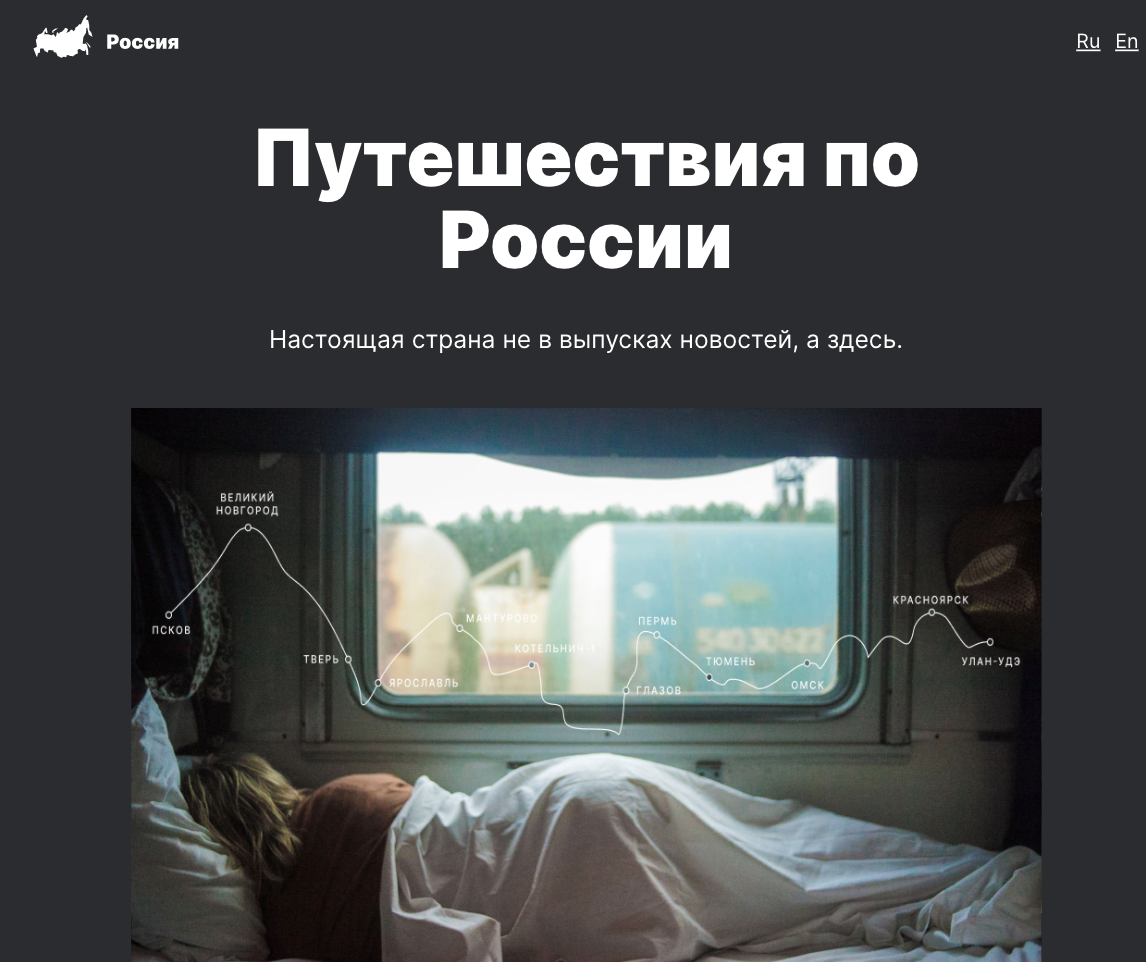 Россия
Ru En
Путешествия по
России
Настоящая страна не в выпусках новостей, а здесь.
ВЕЛИКИЙ
НОВГОРОД
ПСКОВ
ТВЕРЬ
ЯРОСЛАВЛЬ
МАНТУРОВО
КОТЕЛЬНИЧ-1
ПЕРМЬ
ГЛАЗОВ
ТЮМЕНЬ
ОМСК
КРАСНОЯРСК
УЛАН-УДЭ